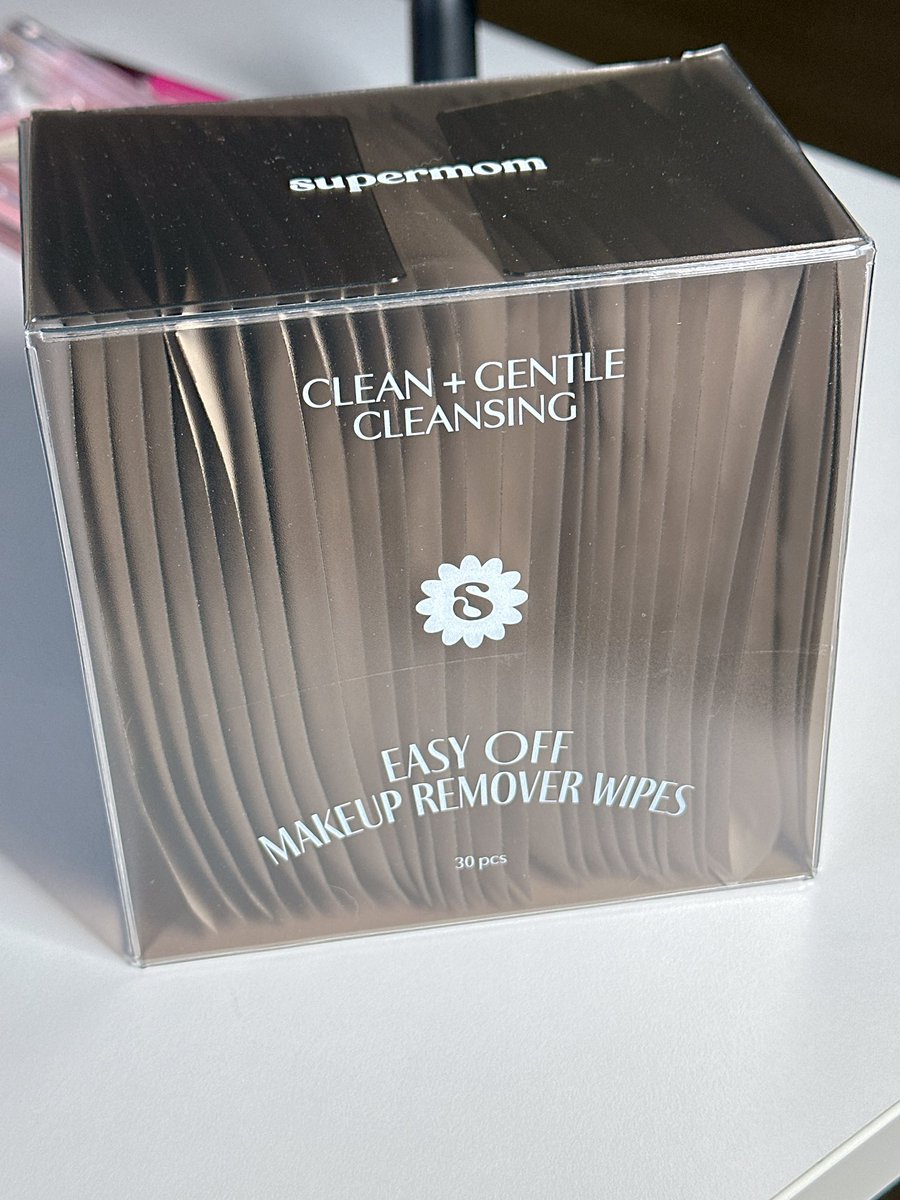 supermom
CLEAN + GENTLE
CLEANSING
S
EASY OFF
MAKEUP REMOVER WIPES
30 pcs